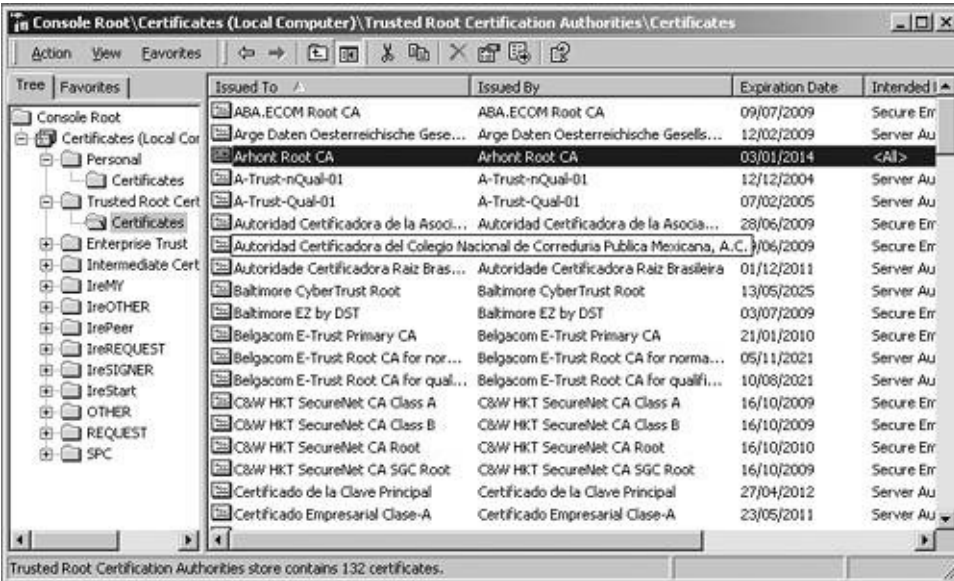 Console Root\Certificates (Local Computer)\Trusted Root Certification Authorities\Certificates
Action View Favorites
Tree Favorites
Console Root
Certificates (Local Cor
Personal
Certificates
Trusted Root Cert
Certificates
Enterprise Trust
Intermediate Cert
IreMY
IreOTHER
IrePeer
IreREQUEST
IreSIGNER
IreStart
OTHER
REQUEST
SPC
Issued To Issued By Expiration Date Intended
ABA.ECOM Root CA ABA.ECOM Root CA 09/07/2009 Secure Em
Arge Daten Oesterreichische Gese... Arge Daten Oesterreichische Gesells... 12/02/2009 Server Au
Arhont Root CA Arhont Root CA 03/01/2014 <All>
A-Trust-nQual-01 A-Trust-nQual-01 12/12/2004 Server Au
A-Trust-Qual-01 A-Trust-Qual-01 07/02/2005 Server Au
Autoridad Certificadora de la Asoci... Autoridad Certificadora de la Asocia... 28/06/2009 Server Au
Autoridad Certificadora del Colegio Nacional de Correduria Publica Mexicana, A.C. /06/2009 Server Au
Autoridade Certificadora Raiz Bras... Autoridade Certificadora Raiz Brasileira 01/12/2011 Server Au
Baltimore CyberTrust Root Baltimore CyberTrust Root 13/05/2025 Server Au
Baltimore EZ by DST Baltimore EZ by DST 03/07/2009 Server Au
Belgacom E-Trust Primary CA Belgacom E-Trust Primary CA 21/01/2010 Server Au
Belgacom E-Trust Root CA for nor... Belgacom E-Trust Root CA for norma... 05/11/2021 Server Au
Belgacom E-Trust Root CA for qual... Belgacom E-Trust Root CA for qualifi... 10/08/2021 Server Au
C&W HKT SecureNet CA Class A C&W HKT SecureNet CA Class A 16/10/2009 Secure Em
C&W HKT SecureNet CA Class B C&W HKT SecureNet CA Class B 16/10/2009 Secure Em
C&W HKT SecureNet CA Root C&W HKT SecureNet CA Root 16/10/2010 Secure Em
C&W HKT SecureNet CA SGC Root C&W HKT SecureNet CA SGC Root 16/10/2009 Secure Em
Certificado de la Clave Principal Certificado de la Clave Principal 27/04/2012 Server Au
Certificado Empresarial Clase-A Certificado Empresarial Clase-A 23/05/2011 Server Au
Trusted Root Certification Authorities store contains 132 certificates.